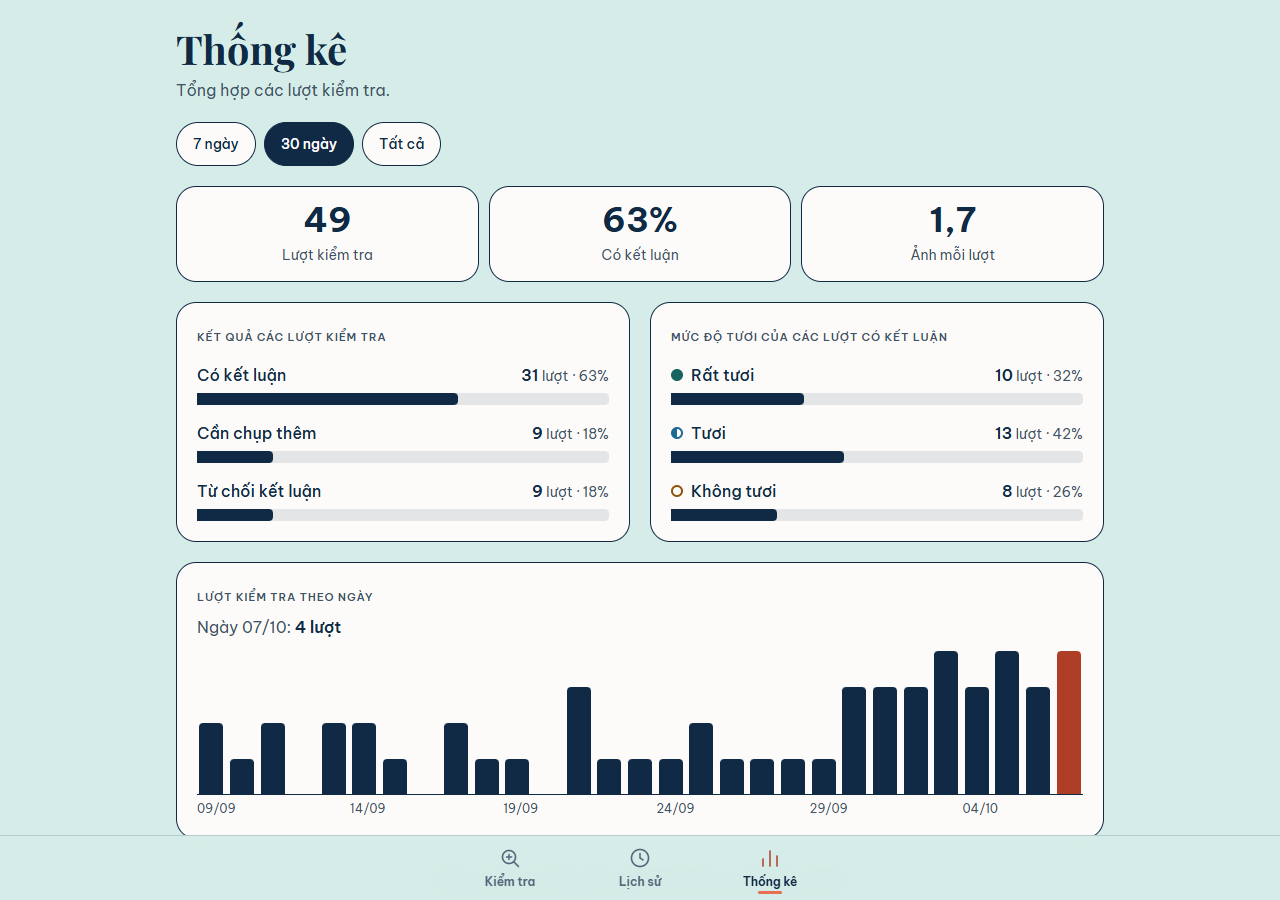 Thống kê
Tổng hợp các lượt kiểm tra.
7 ngày
30 ngày
Tất cả
49
Lượt kiểm tra
63%
Có kết luận
1,7
Ảnh mỗi lượt
KẾT QUẢ CÁC LƯỢT KIỂM TRA
Có kết luận 31 lượt · 63%
Cần chụp thêm 9 lượt · 18%
Từ chối kết luận 9 lượt · 18%
MỨC ĐỘ TƯƠI CỦA CÁC LƯỢT CÓ KẾT LUẬN
Rất tươi 10 lượt · 32%
Tươi 13 lượt · 42%
Không tươi 8 lượt · 26%
LƯỢT KIỂM TRA THEO NGÀY
Ngày 07/10: 4 lượt
09/09 14/09 19/09 24/09 29/09 04/10
Kiểm tra
Lịch sử
Thống kê